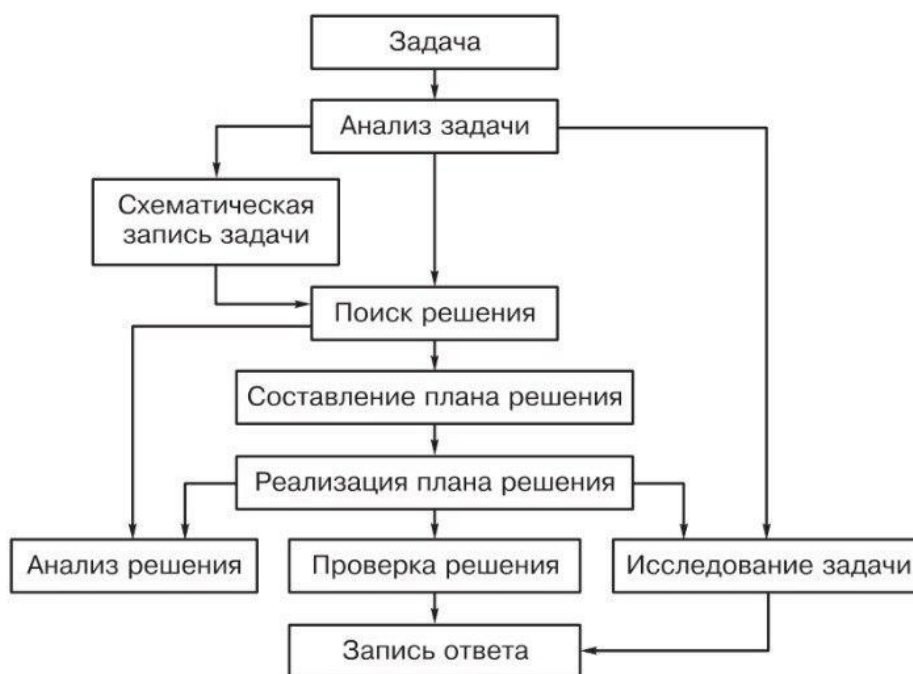 Задача
Анализ задачи
Схематическая
запись задачи
Поиск решения
Составление плана решения
Реализация плана решения
Анализ решения
Проверка решения
Исследование задачи
Запись ответа